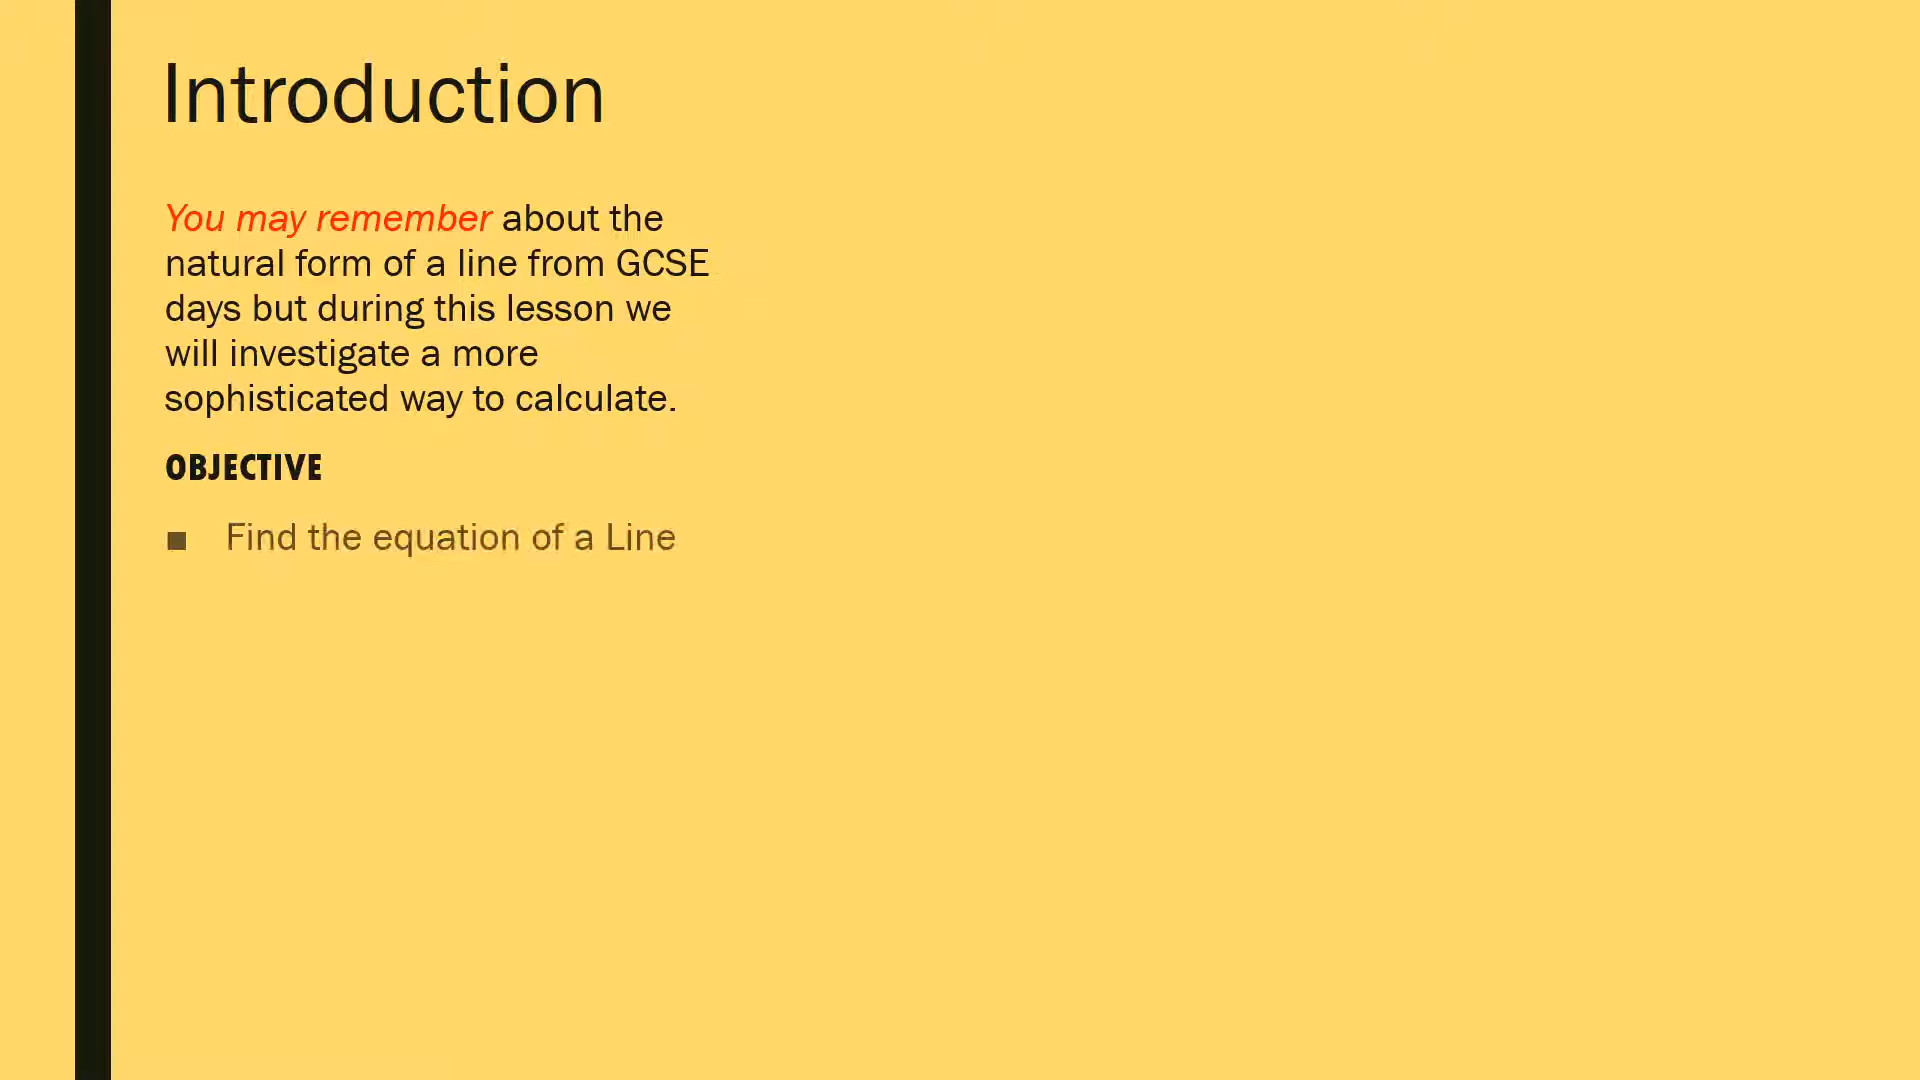 Introduction
You may remember about the
natural form of a line from GCSE
days but during this lesson we
will investigate a more
sophisticated way to calculate.
OBJECTIVE
■ Find the equation of a Line